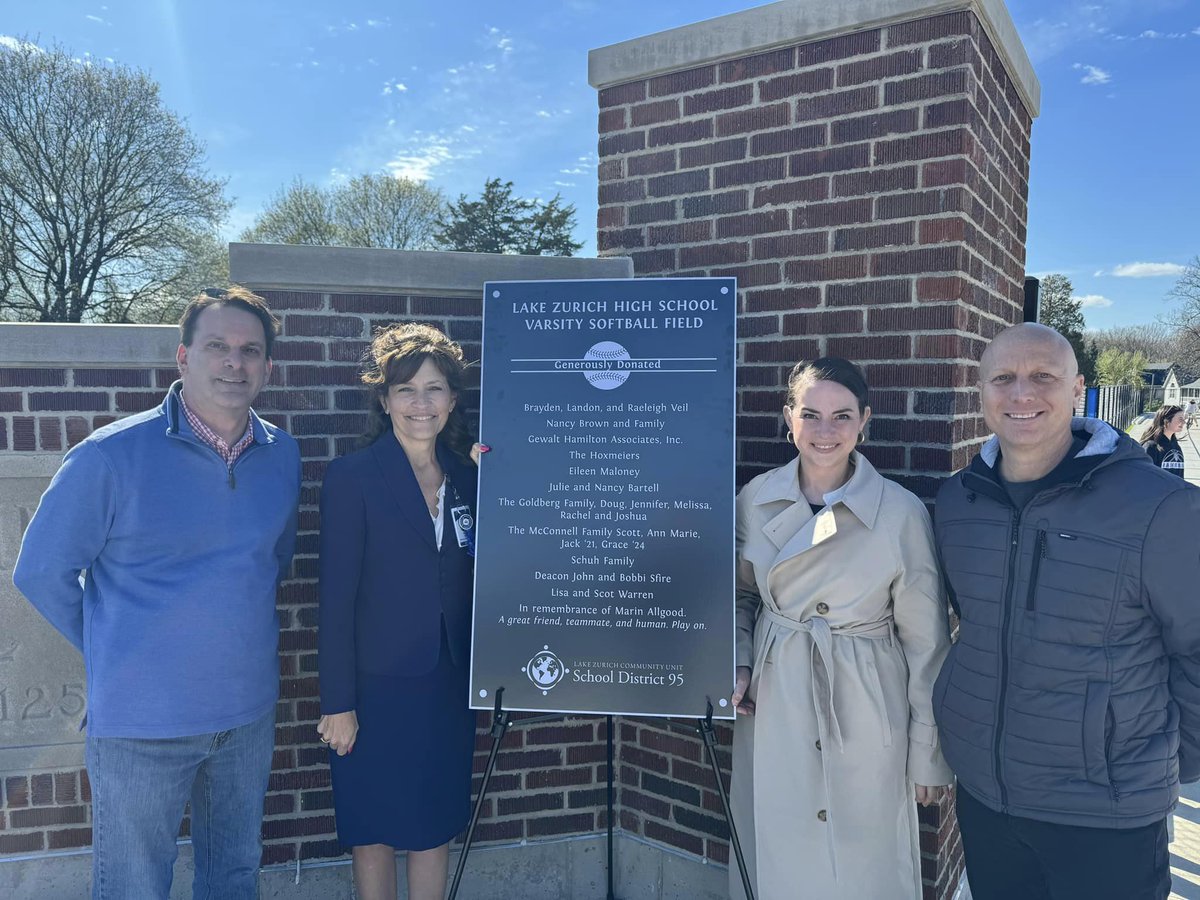 LAKE ZURICH HIGH SCHOOL
VARSITY SOFTBALL FIELD
Generously Donated
Brayden, Landon, and Raeleigh Veil
Nancy Brown and Family
Gewalt Hamilton Associates, Inc.
The Hoxmeiers
Eileen Maloney
Julie and Nancy Bartell
The Goldberg Family, Doug, Jennifer, Melissa,
Rachel and Joshua
The McConnell Family Scott, Ann Marie,
Jack '21, Grace '24
Schuh Family
Deacon John and Bobbi Sfire
Lisa and Scot Warren
In remembrance of Marin Allgood.
A great friend, teammate, and human. Play on.
LAKE ZURICH COMMUNITY UNIT
School District 95
125